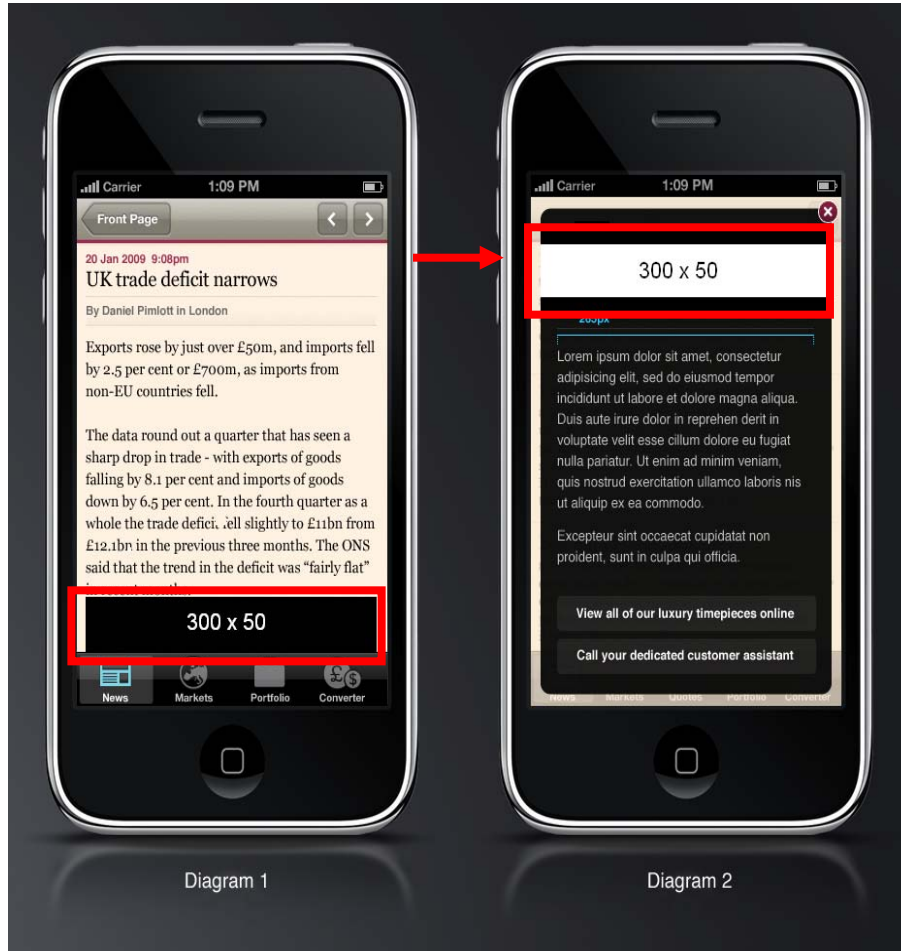 Carrier 1:09 PM
Front Page
20 Jan 2009 9:08pm
UK trade deficit narrows
By Daniel Pimlott in London
Exports rose by just over £50m, and imports fell
by 2.5 per cent or £700m, as imports from
non-EU countries fell.
The data round out a quarter that has seen a
sharp drop in trade - with exports of goods
falling by 8.1 per cent and imports of goods
down by 6.5 per cent. In the fourth quarter as a
whole the trade fell slightly to £11bn from
£12.1bn in the previous three months. The ONS
said that the trend in the deficit was “fairly flat”
300 x 50
News Markets Portfolio Converter
Diagram 1
Carrier 1:09 PM
300 x 50
Lorem ipsum dolor sit amet, consectetur
adipisicing elit, sed do eiusmod tempor
incididunt ut labore et dolore magna aliqua.
Duis aute irure dolor in reprehen derit in
voluptate velit esse cillum dolore eu fugiat
nulla pariatur. Ut enim ad minim veniam,
quis nostrud exercitation ullamco laboris nis
ut aliquip ex ea commodo.
Excepteur sint occaecat cupidatat non
proident, sunt in culpa qui officia.
View all of our luxury timepieces online
Call your dedicated customer assistant
News Markets Quotes Portfolio Converter
Diagram 2